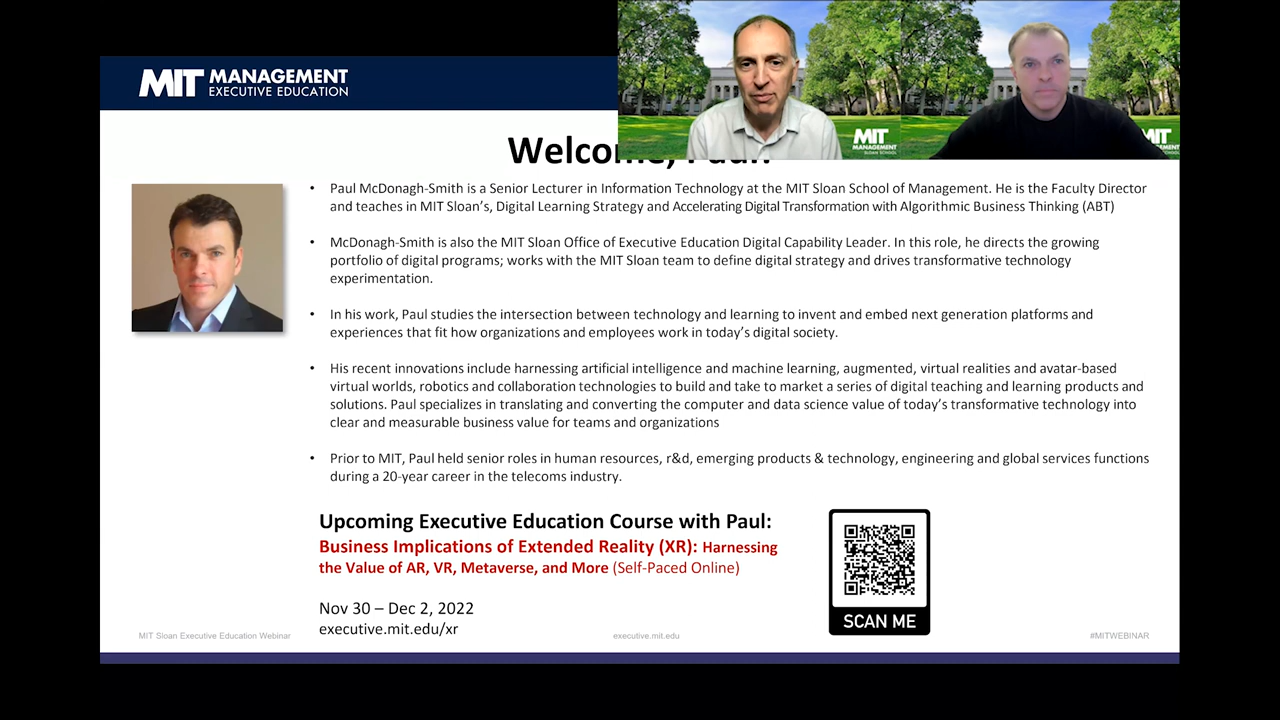 MIT MANAGEMENT
EXECUTIVE EDUCATION
MIT
MANAGEMENT
SLOAN SCHOOL
MIT
MANAGEMENT
Welcome, Paul!
• Paul McDonagh-Smith is a Senior Lecturer in Information Technology at the MIT Sloan School of Management. He is the Faculty Director
and teaches in MIT Sloan's, Digital Learning Strategy and Accelerating Digital Transformation with Algorithmic Business Thinking (ABT)
• McDonagh-Smith is also the MIT Sloan Office of Executive Education Digital Capability Leader. In this role, he directs the growing
portfolio of digital programs; works with the MIT Sloan team to define digital strategy and drives transformative technology
experimentation.
• In his work, Paul studies the intersection between technology and learning to invent and embed next generation platforms and
experiences that fit how organizations and employees work in today's digital society.
• His recent innovations include harnessing artificial intelligence and machine learning, augmented, virtual realities and avatar-based
virtual worlds, robotics and collaboration technologies to build and take to market a series of digital teaching and learning products and
solutions. Paul specializes in translating and converting the computer and data science value of today's transformative technology into
clear and measurable business value for teams and organizations
• Prior to MIT, Paul held senior roles in human resources, r&d, emerging products & technology, engineering and global services functions
during a 20-year career in the telecoms industry.
Upcoming Executive Education Course with Paul:
Business Implications of Extended Reality (XR): Harnessing
the Value of AR, VR, Metaverse, and More (Self-Paced Online)
Nov 30 – Dec 2, 2022
executive.mit.edu/xr
SCAN ME
MIT Sloan Executive Education Webinar
executive.mit.edu
#MITWEBINAR